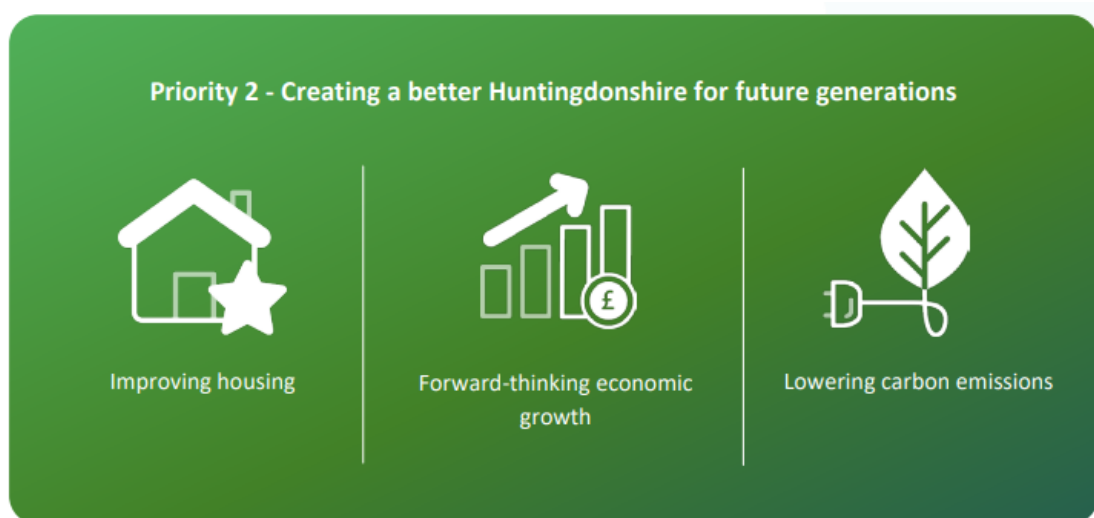 Priority 2 - Creating a better Huntingdonshire for future generations
£
Improving housing
Forward-thinking economic
growth
Lowering carbon emissions